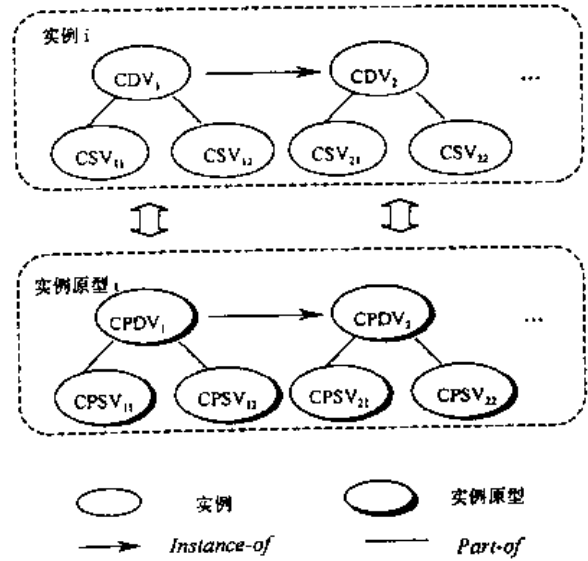 实例 i
CDV₁ CDV₂ ...
CSV₁₁ CSV₁₂ CSV₂₁ CSV₂₂
实例原型 i
CPDV₁ CPDV₂ ...
CPSV₁₁ CPSV₁₂ CPSV₂₁ CPSV₂₂
实例 实例原型
Instance-of Part-of